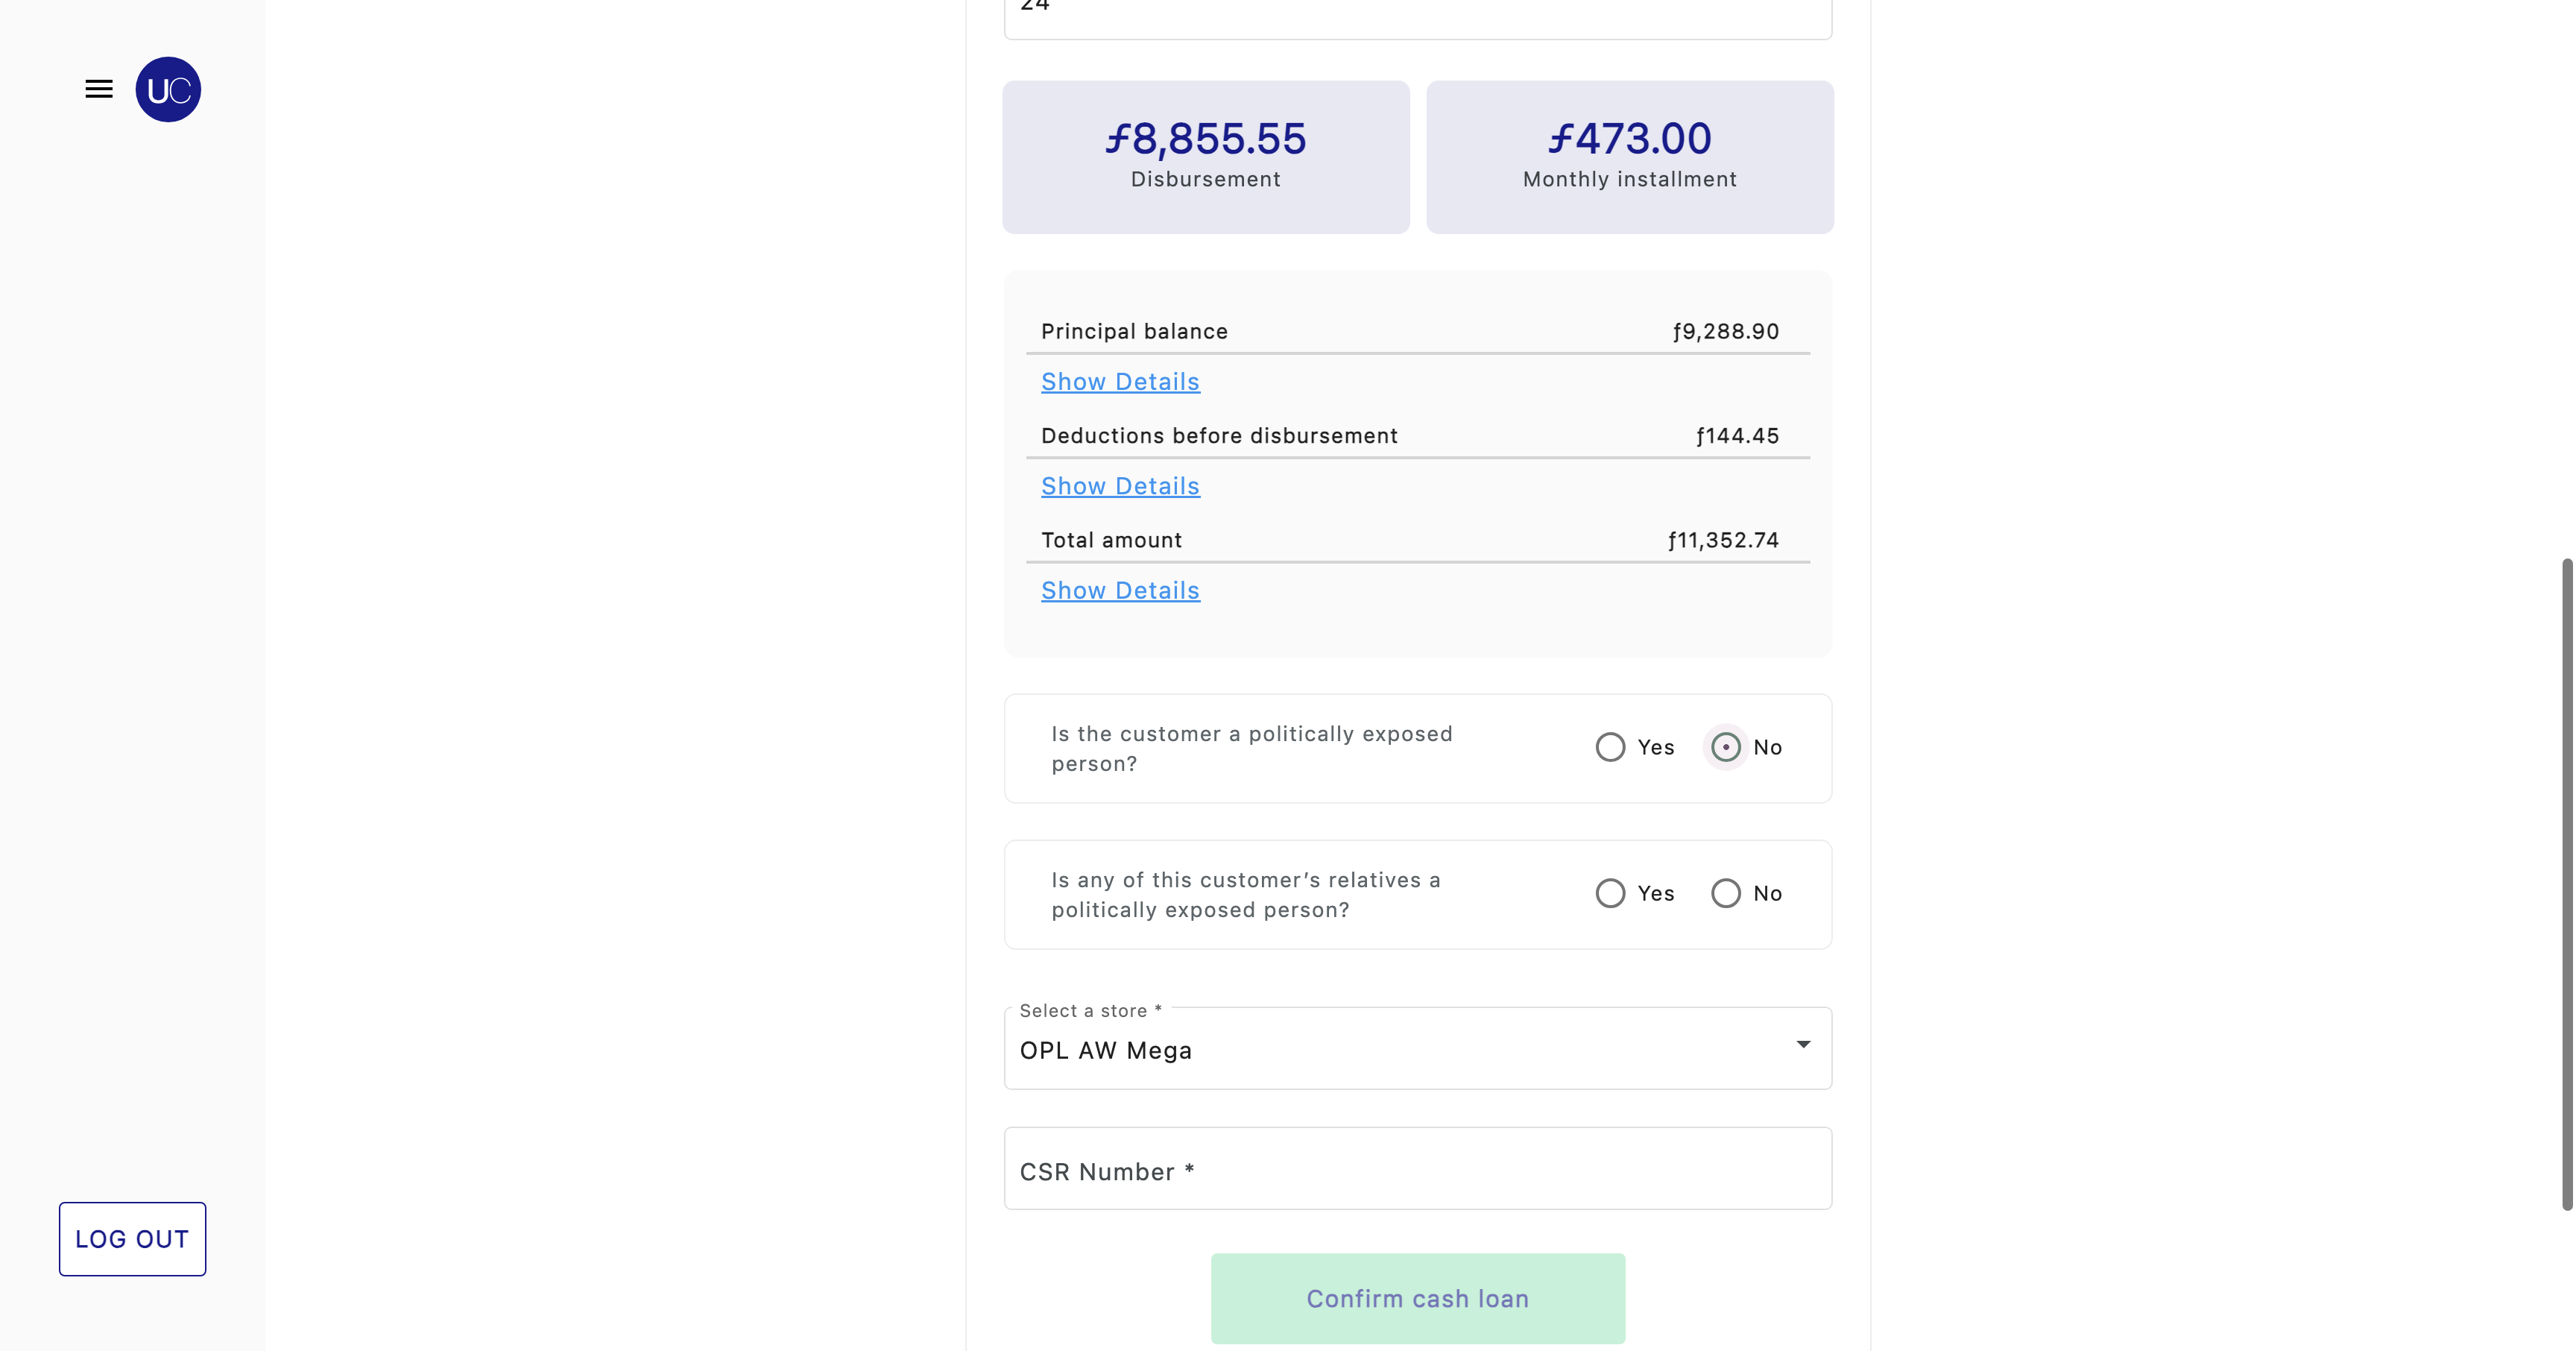 24
UC
ƒ8,855.55
Disbursement
ƒ473.00
Monthly installment
Principal balance ƒ9,288.90
Show Details
Deductions before disbursement ƒ144.45
Show Details
Total amount ƒ11,352.74
Show Details
Is the customer a politically exposed
person?
Yes No
Is any of this customer’s relatives a
politically exposed person?
Yes No
Select a store *
OPL AW Mega
CSR Number *
LOG OUT
Confirm cash loan